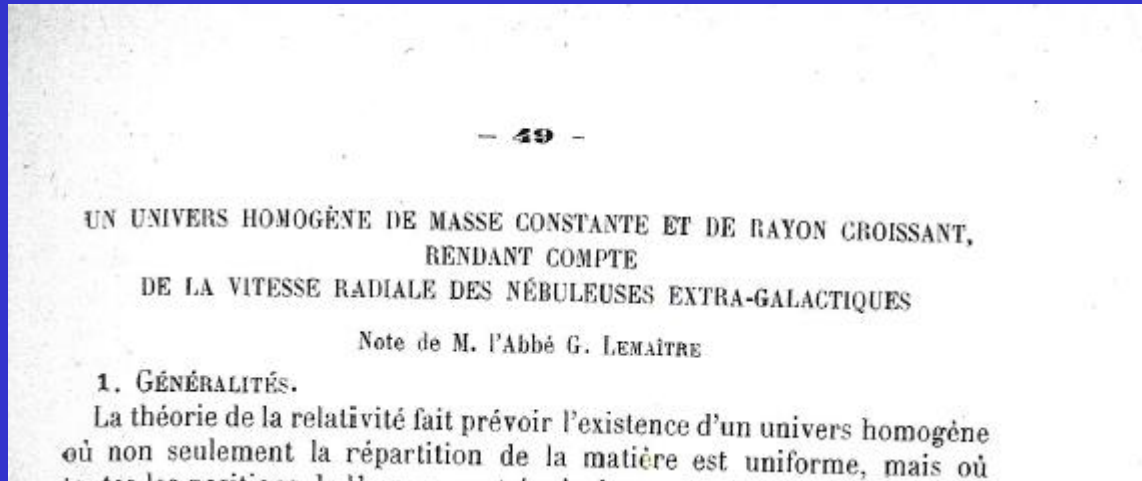 - 49 -
UN UNIVERS HOMOGÈNE DE MASSE CONSTANTE ET DE RAYON CROISSANT,
RENDANT COMPTE
DE LA VITESSE RADIALE DES NÉBULEUSES EXTRA-GALACTIQUES
Note de M. l'Abbé G. LEMAÎTRE
1. GÉNÉRALITÉS.
La théorie de la relativité fait prévoir l'existence d'un univers homogène
où non seulement la répartition de la matière est uniforme, mais où